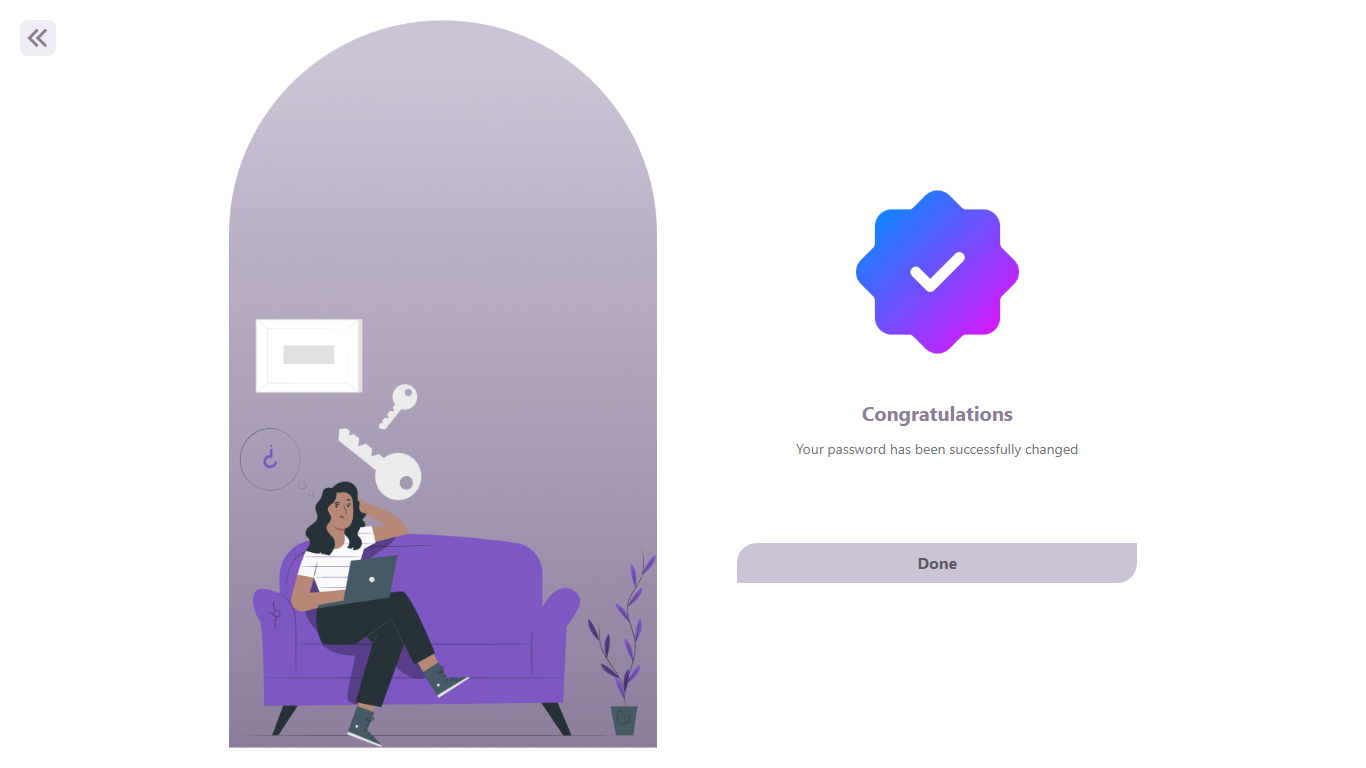 ¿
Congratulations
Your password has been successfully changed
Done